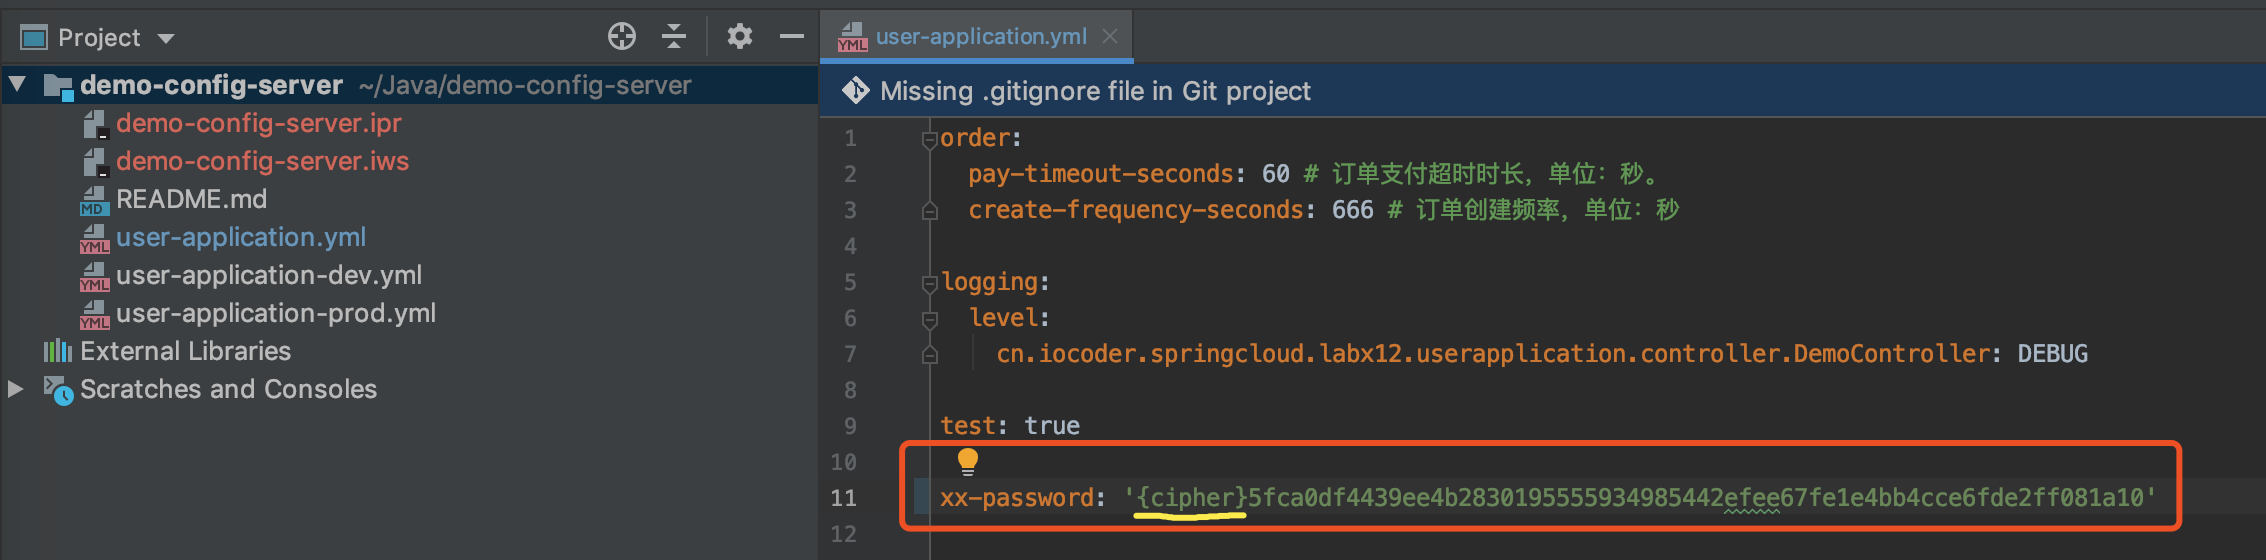 Project
user-application.yml
demo-config-server ~/Java/demo-config-server
demo-config-server.ipr
demo-config-server.iws
README.md
user-application.yml
user-application-dev.yml
user-application-prod.yml
External Libraries
Scratches and Consoles
Missing .gitignore file in Git project
1 order:
2 pay-timeout-seconds: 60 # 订单支付超时时长，单位：秒。
3 create-frequency-seconds: 666 # 订单创建频率，单位：秒
4
5 logging:
6 level:
7 cn.iocoder.springcloud.labx12.userapplication.controller.DemoController: DEBUG
8
9 test: true
10
11 xx-password: '{cipher}5fca0df4439ee4b2830195555934985442efee67fe1e4bb4cce6fde2ff081a10'
12